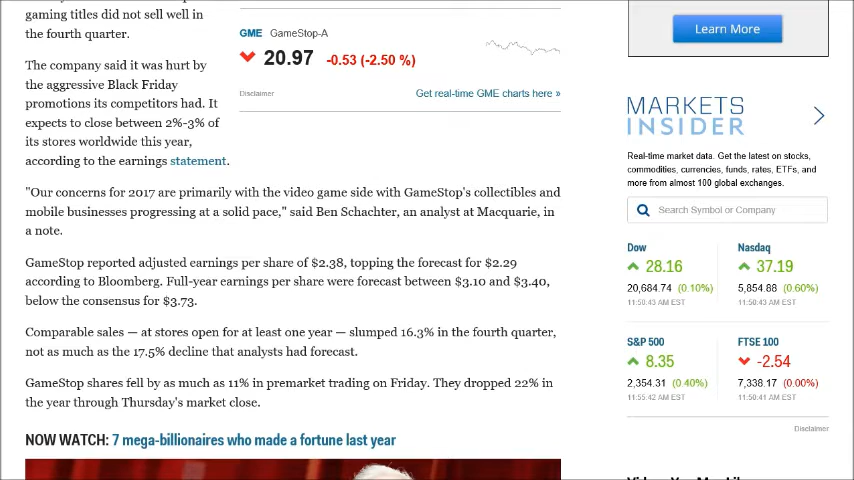 gaming titles did not sell well in
the fourth quarter.
The company said it was hurt by
the aggressive Black Friday
promotions its competitors had. It
expects to close between 2%-3% of
its stores worldwide this year,
according to the earnings statement.
GME GameStop-A
20.97 -0.53 (-2.50 %)
Disclaimer
Get real-time GME charts here »
"Our concerns for 2017 are primarily with the video game side with GameStop's collectibles and
mobile businesses progressing at a solid pace," said Ben Schachter, an analyst at Macquarie, in
a note.
GameStop reported adjusted earnings per share of $2.38, topping the forecast for $2.29
according to Bloomberg. Full-year earnings per share were forecast between $3.10 and $3.40,
below the consensus for $3.73.
Comparable sales — at stores open for at least one year — slumped 16.3% in the fourth quarter,
not as much as the 17.5% decline that analysts had forecast.
GameStop shares fell by as much as 11% in premarket trading on Friday. They dropped 22% in
the year through Thursday's market close.
NOW WATCH: 7 mega-billionaires who made a fortune last year
Learn More
MARKETS
INSIDER
Real-time market data. Get the latest on stocks,
commodities, currencies, funds, rates, ETFs, and
more from almost 100 global exchanges.
Search Symbol or Company
Dow
28.16
20,684.74 (0.10%)
11:50:43 AM EST
Nasdaq
37.19
5,854.88 (0.60%)
11:50:43 AM EST
S&P 500
8.35
2,354.31 (0.40%)
11:55:42 AM EST
FTSE 100
-2.54
7,338.17 (0.00%)
11:50:41 AM EST
Disclaimer